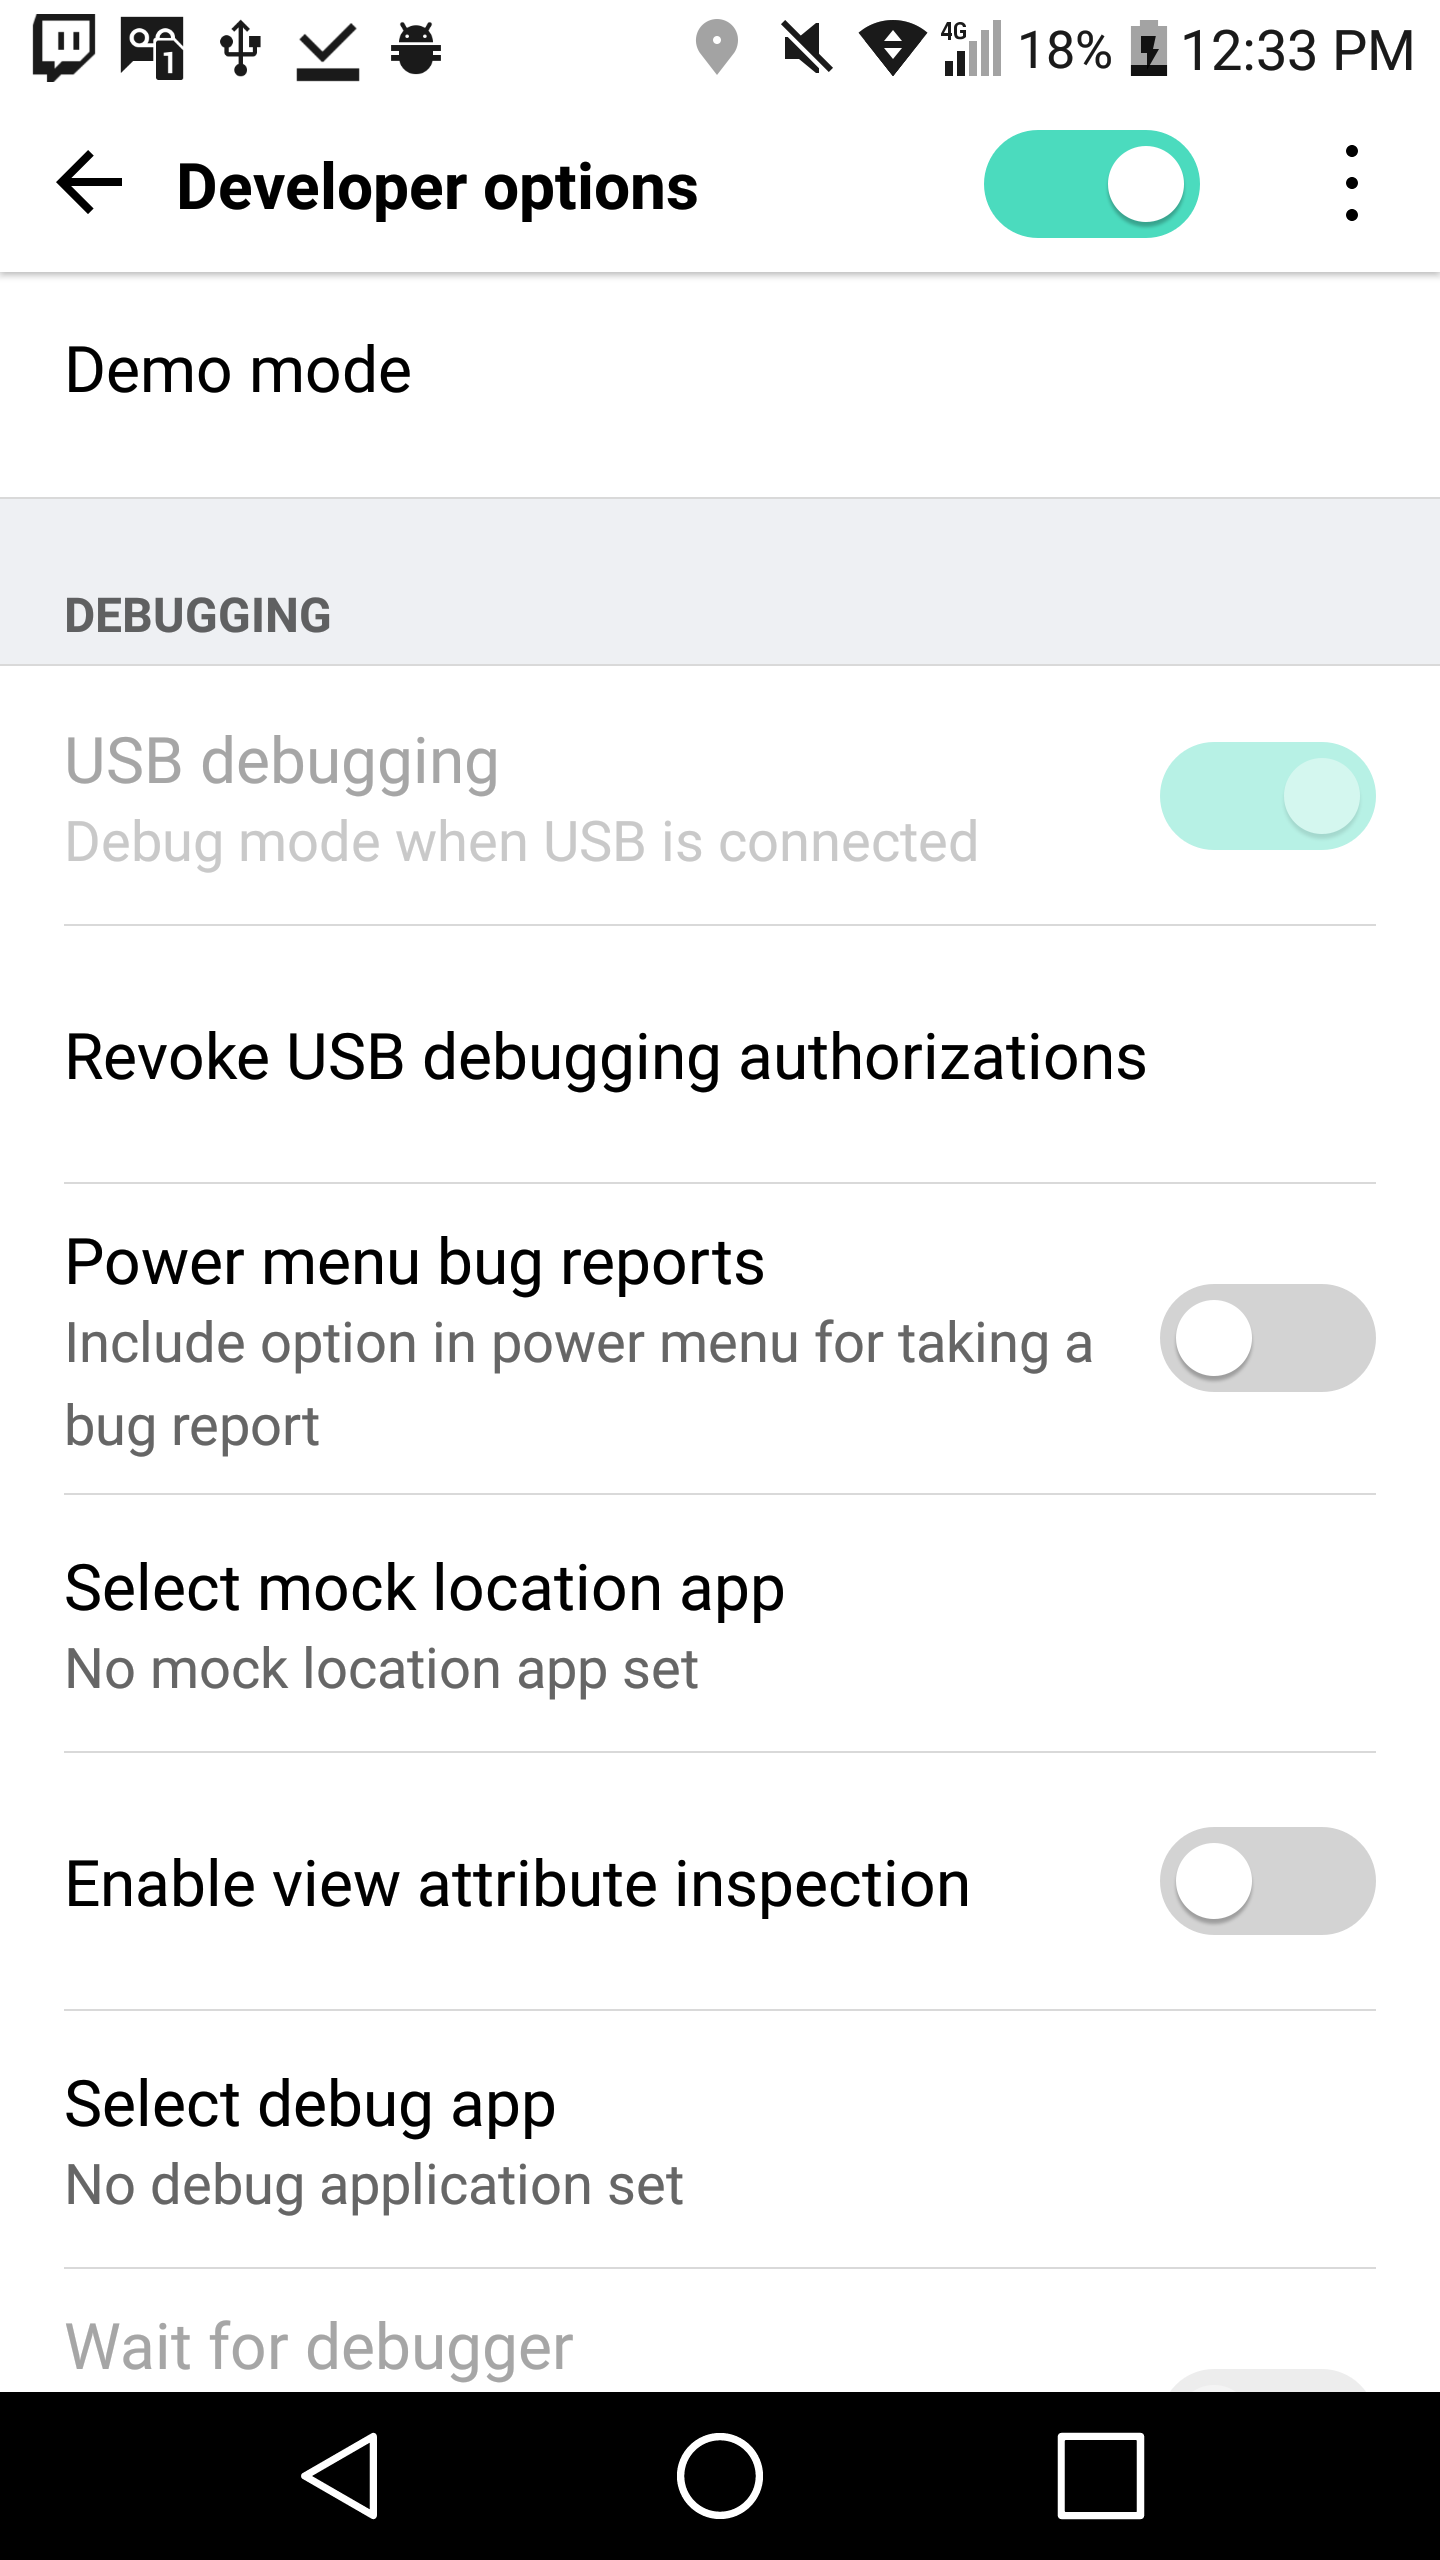 1 4G 18% 12:33 PM
Developer options
Demo mode
DEBUGGING
USB debugging
Debug mode when USB is connected
Revoke USB debugging authorizations
Power menu bug reports
Include option in power menu for taking a
bug report
Select mock location app
No mock location app set
Enable view attribute inspection
Select debug app
No debug application set
Wait for debugger